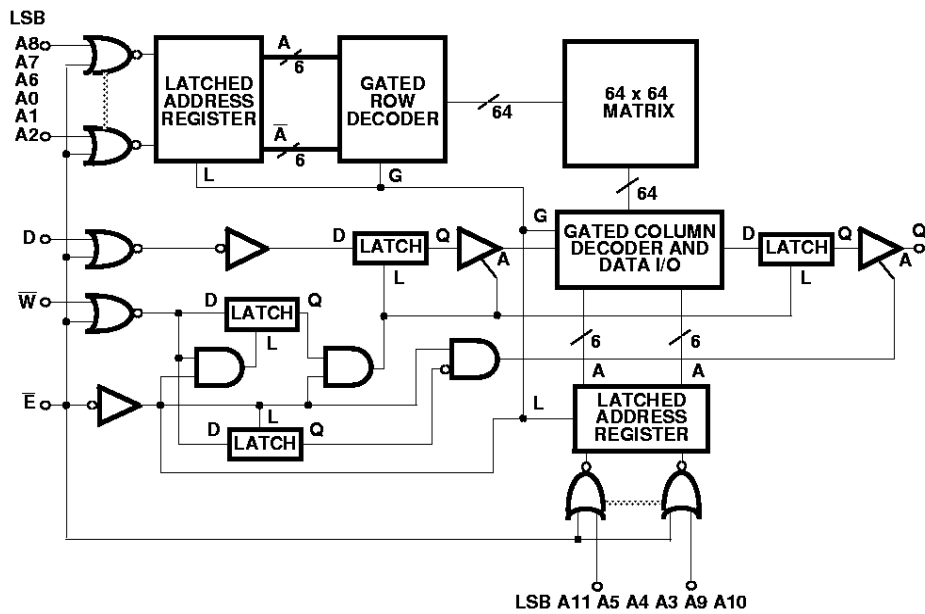 LSB
A8
A7
A6
A0
A1
A2
LATCHED
ADDRESS
REGISTER
A
6
A̅
6
L
GATED
ROW
DECODER
G
64
64 x 64
MATRIX
64
G
GATED COLUMN
DECODER AND
DATA I/O
D
D
LATCH
Q
L
A
D
LATCH
Q
L
A
Q
W̅
D
LATCH
Q
L
6
6
A
A
E̅
L
D
LATCH
Q
L
LATCHED
ADDRESS
REGISTER
LSB A11 A5 A4 A3 A9 A10